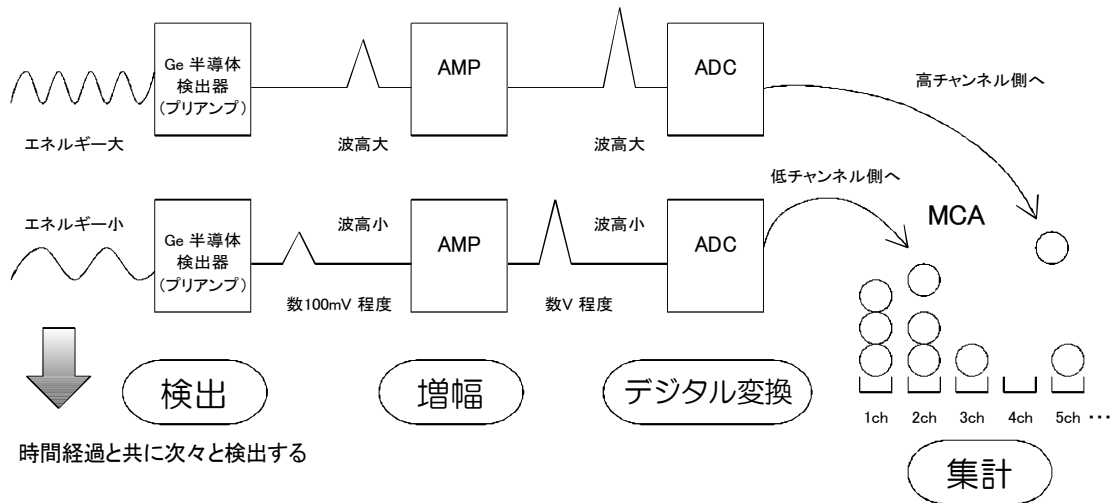 Ge 半導体
検出器
(プリアンプ)
AMP
ADC
高チャンネル側へ
エネルギー大
波高大
波高大
低チャンネル側へ
エネルギー小
Ge 半導体
検出器
(プリアンプ)
波高小
AMP
波高小
ADC
MCA
数100mV 程度
数V 程度
検出
増幅
デジタル変換
1ch
2ch
3ch
4ch
5ch …
時間経過と共に次々と検出する
集計